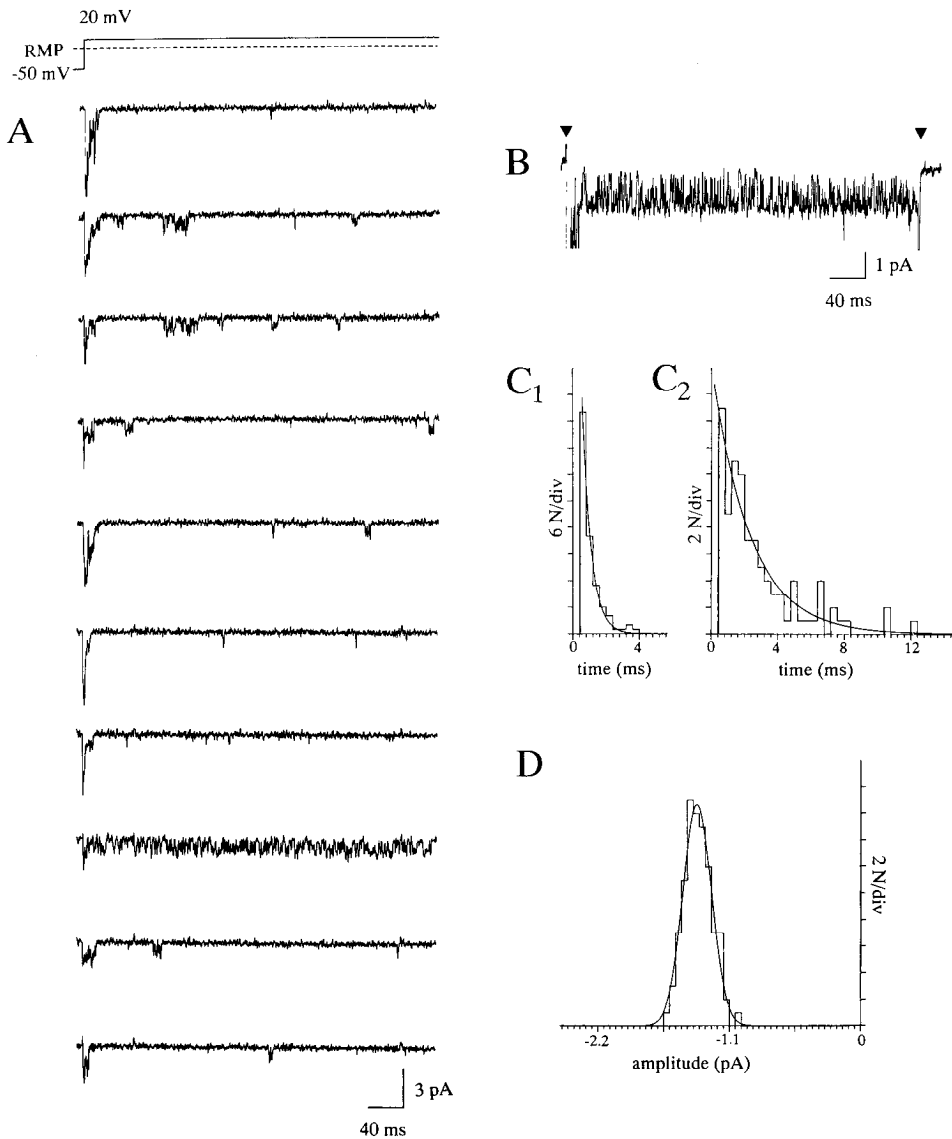 20 mV
RMP
-50 mV
A
3 pA
40 ms
B
1 pA
40 ms
C1
6 N/div
0 4
time (ms)
C2
2 N/div
0 4 8 12
time (ms)
D
2 N/div
-2.2 -1.1 0
amplitude (pA)